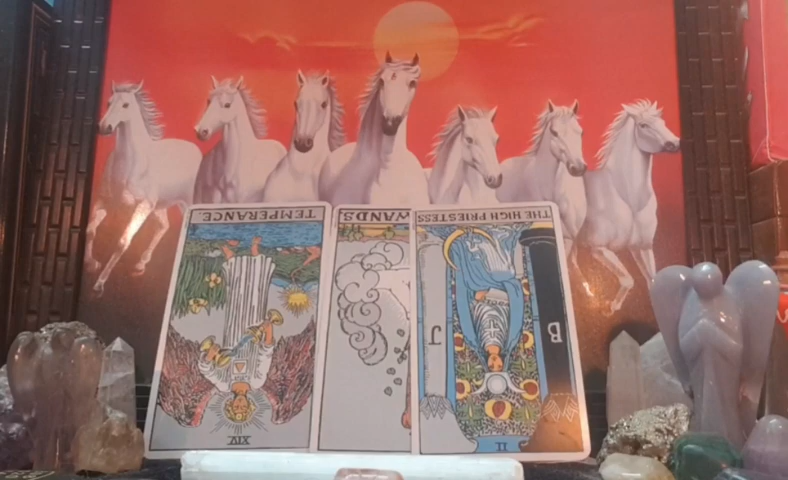 TEMPERANCE.
WANDS.
THE HIGH PRIESTESS
J
B
XIV
II